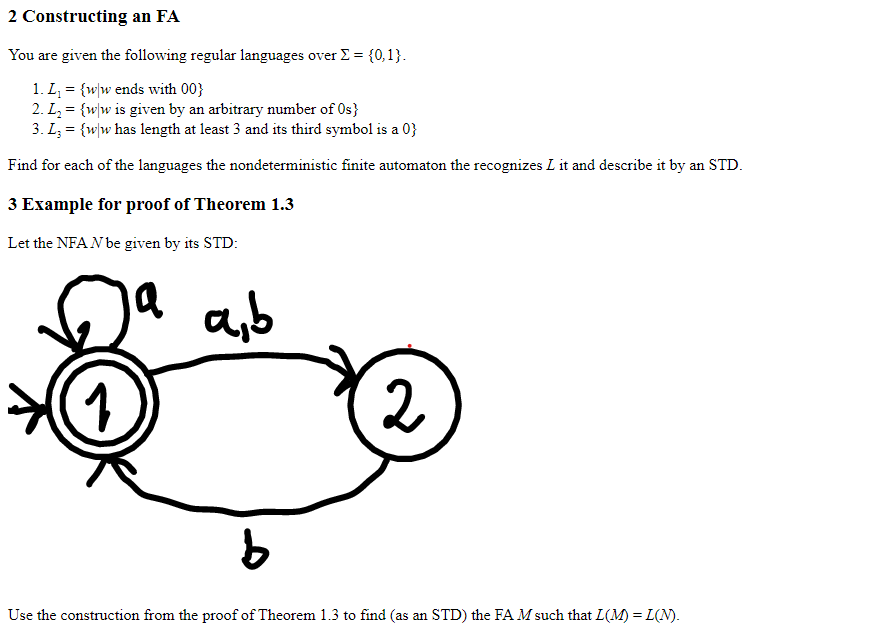 2 Constructing an FA
You are given the following regular languages over Σ = {0,1}.
1. L₁ = {w|w ends with 00}
2. L₂ = {w|w is given by an arbitrary number of 0s}
3. L₃ = {w|w has length at least 3 and its third symbol is a 0}
Find for each of the languages the nondeterministic finite automaton the recognizes L it and describe it by an STD.
3 Example for proof of Theorem 1.3
Let the NFA N be given by its STD:
a
a,b
1
2
b
Use the construction from the proof of Theorem 1.3 to find (as an STD) the FA M such that L(M) = L(N).